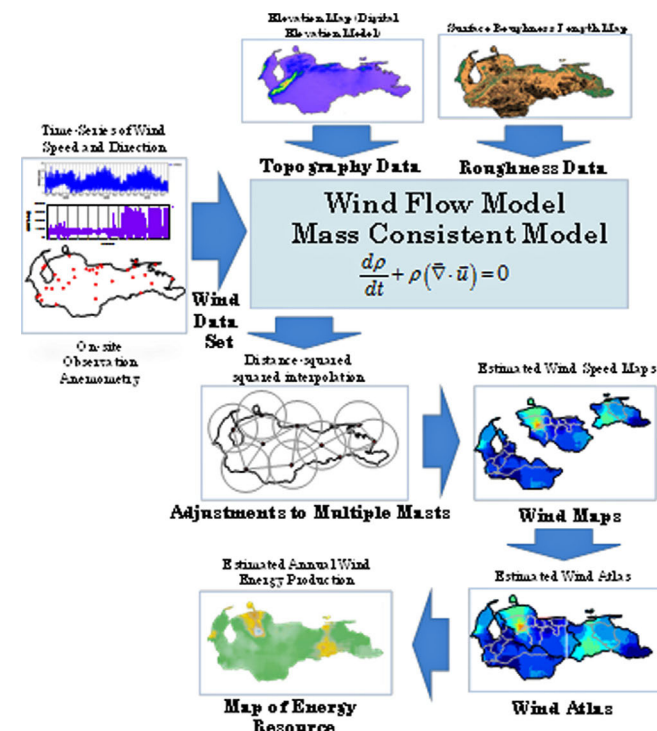 Elevation Map (Digital
Elevation Model)
Surface Roughness Length Map
Time-Series of Wind
Speed and Direction
Topography Data
Roughness Data
Wind Flow Model
Mass Consistent Model
dρ/dt + ρ(∇̄ · ū) = 0
Wind
Data
Set
On-site
Observation
Anemometry
Distance-squared
squared interpolation
Estimated Wind Speed Maps
Adjustments to Multiple Masts
Wind Maps
Estimated Annual Wind
Energy Production
Estimated Wind Atlas
Map of Energy
Resource
Wind Atlas